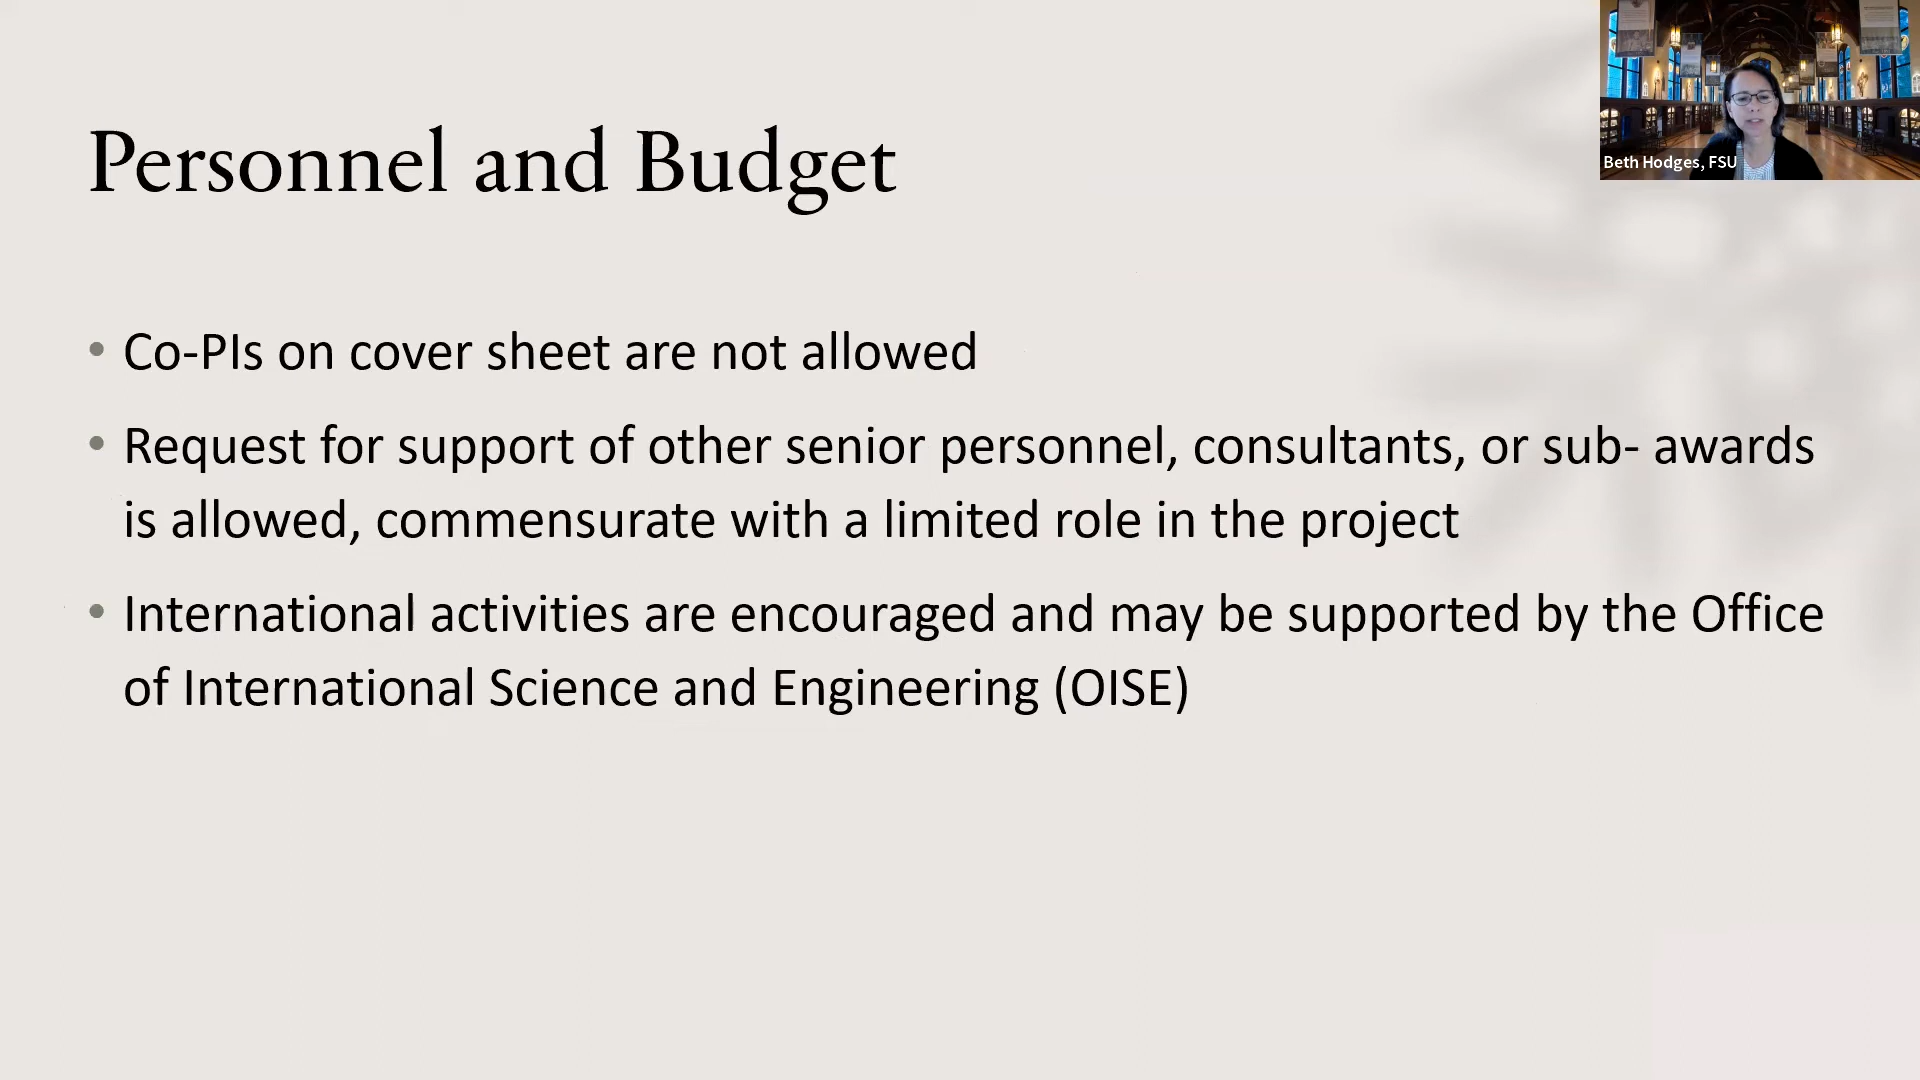 Personnel and Budget
Beth Hodges, FSU
• Co-PIs on cover sheet are not allowed
• Request for support of other senior personnel, consultants, or sub- awards
is allowed, commensurate with a limited role in the project
• International activities are encouraged and may be supported by the Office
of International Science and Engineering (OISE)